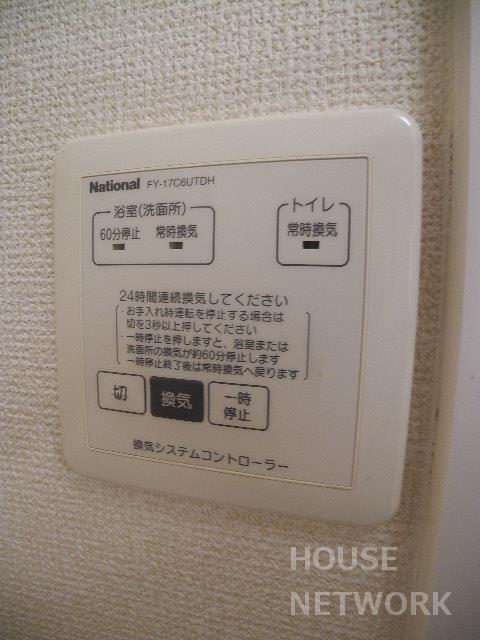 National FY-17C6UTDH
浴室(洗面所)
60分停止 常時換気
トイレ
常時換気
24時間連続換気してください
・お手入れ時運転を停止する場合は
切を3秒以上押してください
・一時停止を押しますと、浴室または
洗面所の換気が約60分停止します
一時停止終了後は常時換気へ戻ります
切
換気
一時
停止
換気システムコントローラー
HOUSE
NETWORK